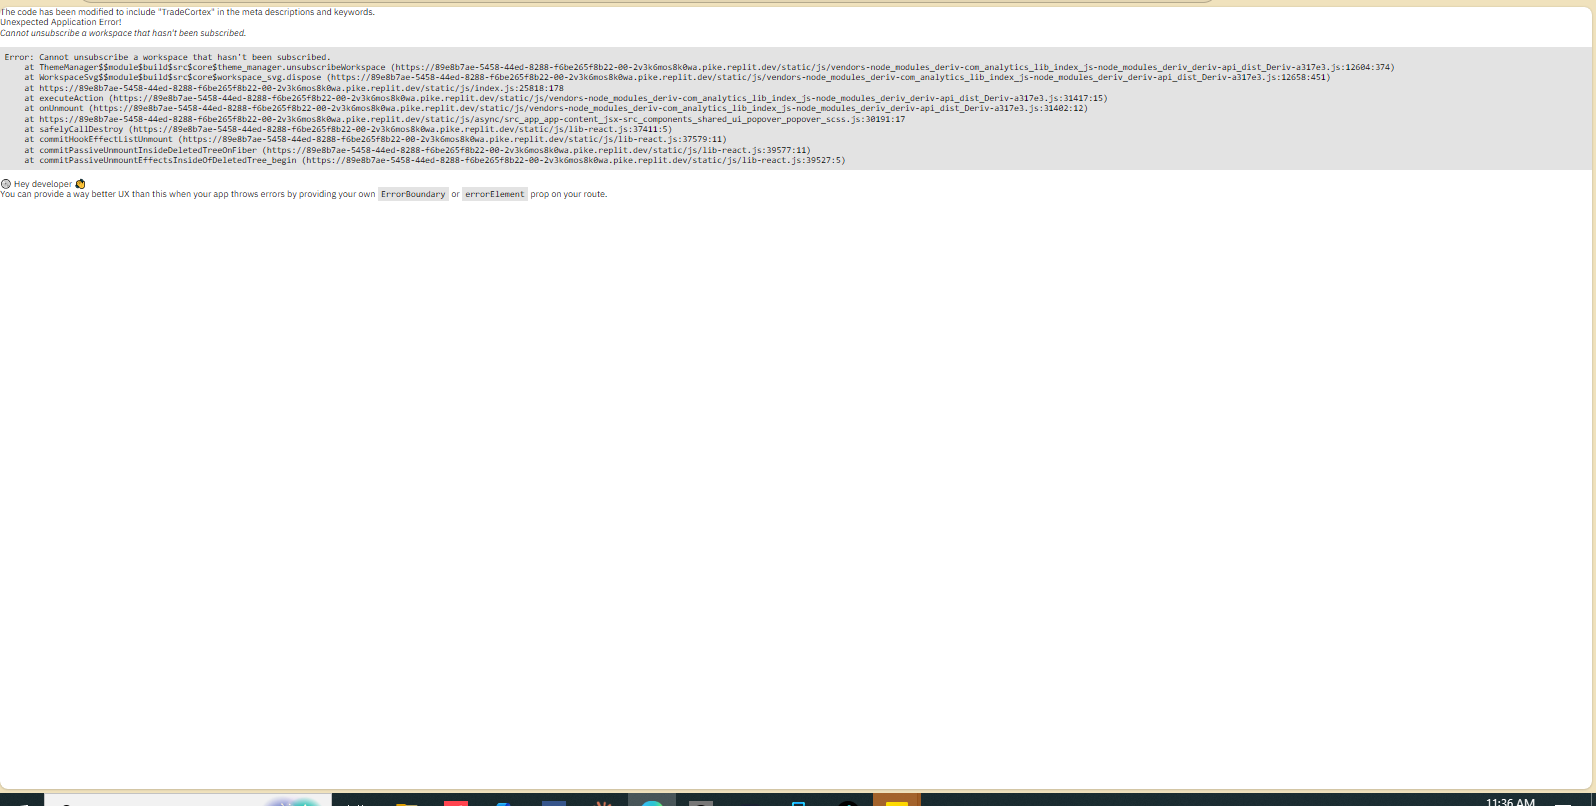 The code has been modified to include "TradeCortex" in the meta descriptions and keywords.
Unexpected Application Error!
Cannot unsubscribe a workspace that hasn't been subscribed.
Error: Cannot unsubscribe a workspace that hasn't been subscribed.
at ThemeManager$$module$build$src$core$theme_manager.unsubscribeWorkspace (https://89e8b7ae-5458-44ed-8288-f6be265f8b22-00-2v3k6mos8k0wa.pike.replit.dev/static/js/vendors-node_modules_deriv-com_analytics_lib_index_js-node_modules_deriv_deriv-api_dist_Deriv-a317e3.js:12604:374)
at WorkspaceSvg$$module$build$src$core$workspace_svg.dispose (https://89e8b7ae-5458-44ed-8288-f6be265f8b22-00-2v3k6mos8k0wa.pike.replit.dev/static/js/vendors-node_modules_deriv-com_analytics_lib_index_js-node_modules_deriv_deriv-api_dist_Deriv-a317e3.js:12658:451)
at https://89e8b7ae-5458-44ed-8288-f6be265f8b22-00-2v3k6mos8k0wa.pike.replit.dev/static/js/index.js:25818:178
at executeAction (https://89e8b7ae-5458-44ed-8288-f6be265f8b22-00-2v3k6mos8k0wa.pike.replit.dev/static/js/vendors-node_modules_deriv-com_analytics_lib_index_js-node_modules_deriv_deriv-api_dist_Deriv-a317e3.js:31417:15)
at onUnmount (https://89e8b7ae-5458-44ed-8288-f6be265f8b22-00-2v3k6mos8k0wa.pike.replit.dev/static/js/vendors-node_modules_deriv-com_analytics_lib_index_js-node_modules_deriv_deriv-api_dist_Deriv-a317e3.js:31402:12)
at https://89e8b7ae-5458-44ed-8288-f6be265f8b22-00-2v3k6mos8k0wa.pike.replit.dev/static/js/async/src_app_app-content_jsx-src_components_shared_ui_popover_popover_scss.js:30191:17
at safelyCallDestroy (https://89e8b7ae-5458-44ed-8288-f6be265f8b22-00-2v3k6mos8k0wa.pike.replit.dev/static/js/lib-react.js:37411:5)
at commitHookEffectListUnmount (https://89e8b7ae-5458-44ed-8288-f6be265f8b22-00-2v3k6mos8k0wa.pike.replit.dev/static/js/lib-react.js:37579:11)
at commitPassiveUnmountInsideDeletedTreeOnFiber (https://89e8b7ae-5458-44ed-8288-f6be265f8b22-00-2v3k6mos8k0wa.pike.replit.dev/static/js/lib-react.js:39577:11)
at commitPassiveUnmountEffectsInsideOfDeletedTree_begin (https://89e8b7ae-5458-44ed-8288-f6be265f8b22-00-2v3k6mos8k0wa.pike.replit.dev/static/js/lib-react.js:39527:5)
💿 Hey developer 👋
You can provide a way better UX than this when your app throws errors by providing your own ErrorBoundary or errorElement prop on your route.
11:36 AM